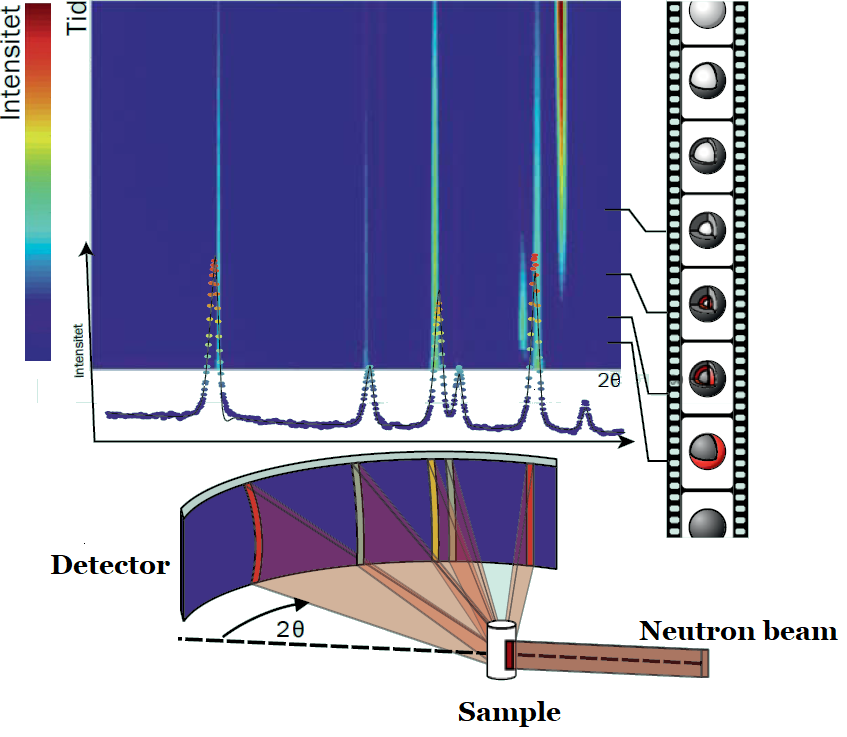 Intensitet
Tid
Intensitet
2θ
Detector
2θ
Neutron beam
Sample